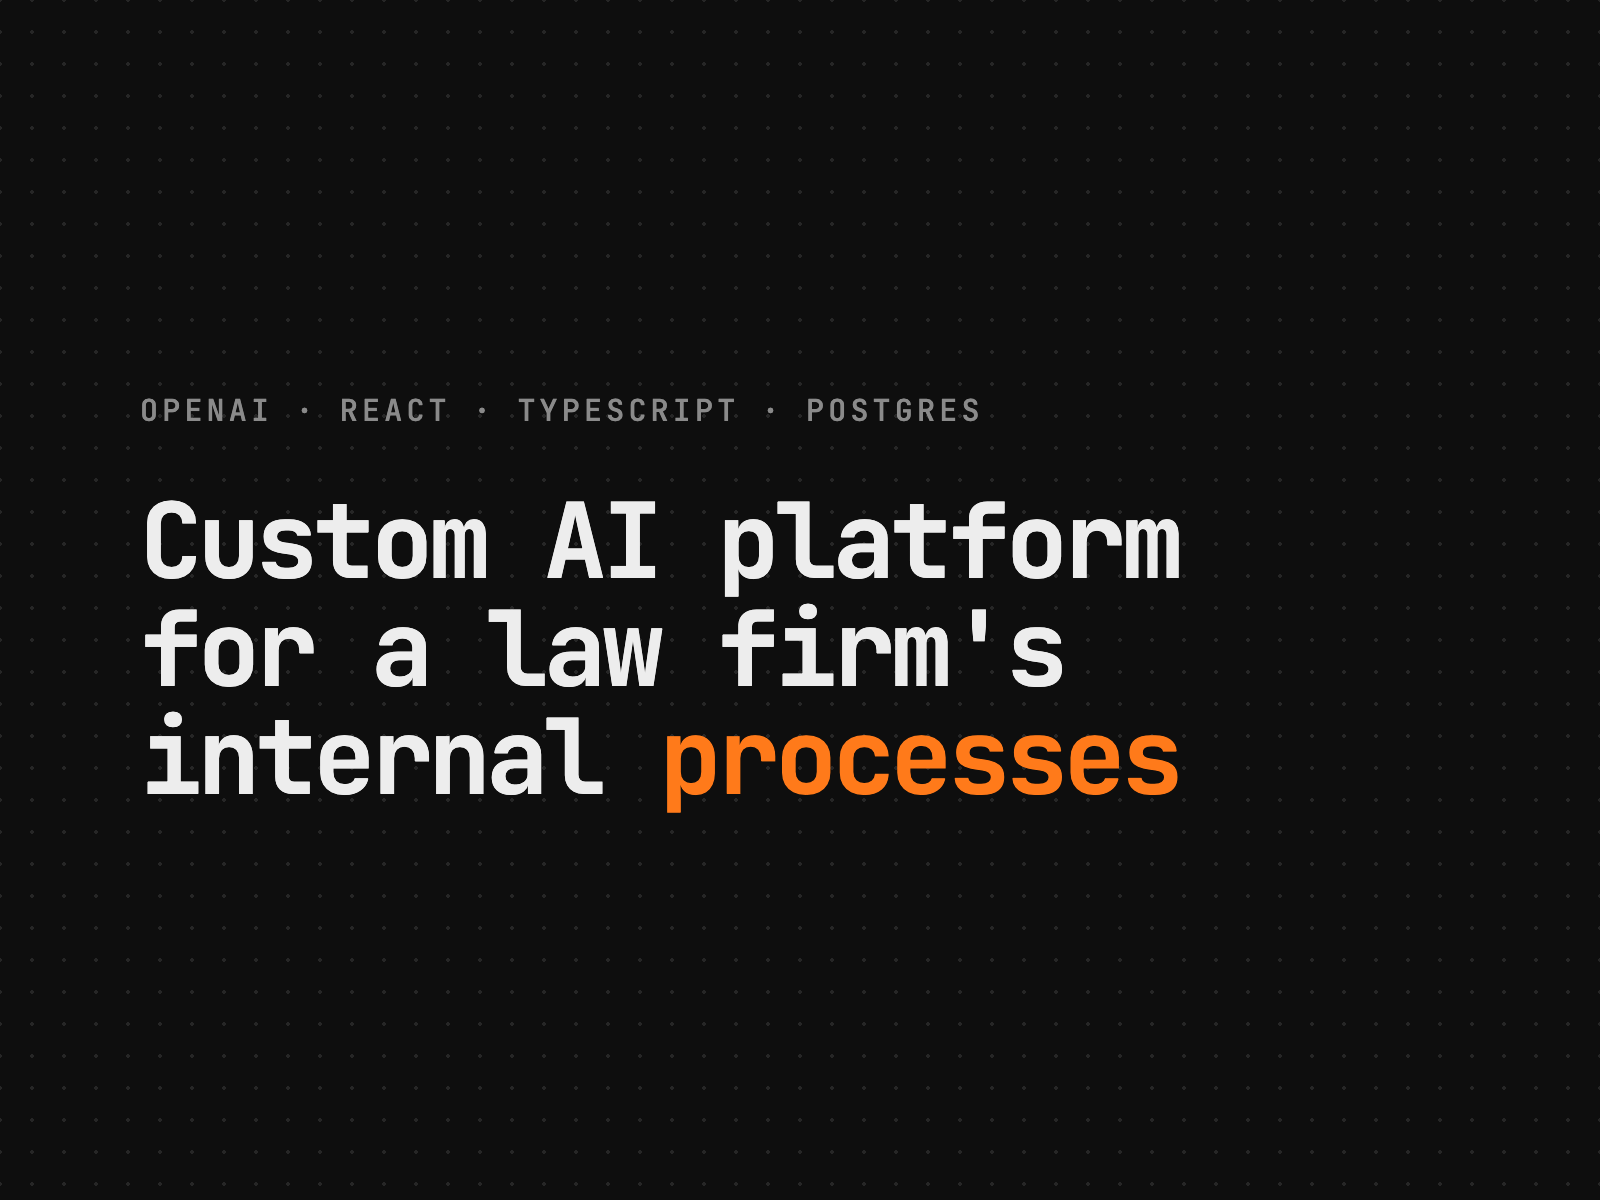 OPENAI · REACT · TYPESCRIPT · POSTGRES
Custom AI platform
for a law firm's
internal processes